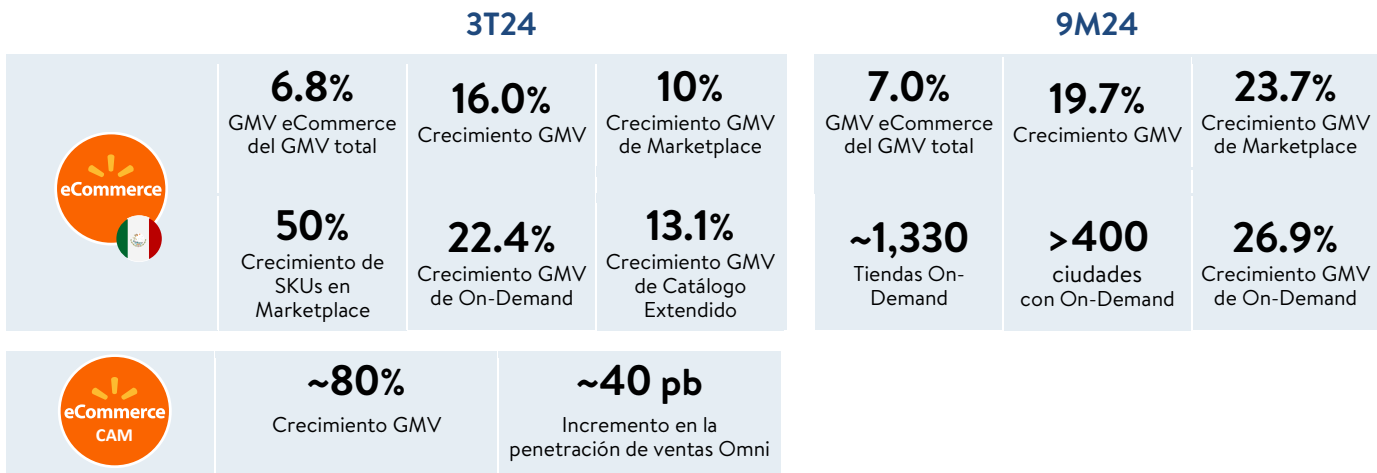 3T24
9M24
6.8%
GMV eCommerce
del GMV total
16.0%
Crecimiento GMV
10%
Crecimiento GMV
de Marketplace
7.0%
GMV eCommerce
del GMV total
19.7%
Crecimiento GMV
23.7%
Crecimiento GMV
de Marketplace
eCommerce
50%
Crecimiento de
SKUs en
Marketplace
22.4%
Crecimiento GMV
de On-Demand
13.1%
Crecimiento GMV
de Catálogo
Extendido
~1,330
Tiendas On-
Demand
>400
ciudades
con On-Demand
26.9%
Crecimiento GMV
de On-Demand
eCommerce
CAM
~80%
Crecimiento GMV
~40 pb
Incremento en la
penetración de ventas Omni